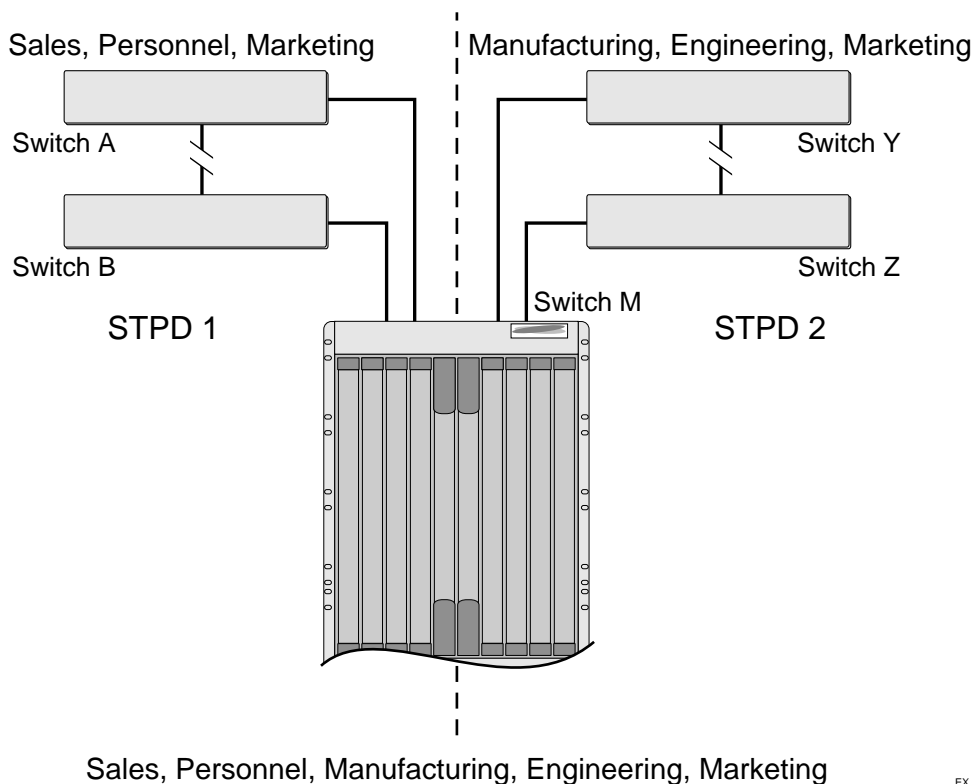 Sales, Personnel, Marketing
Manufacturing, Engineering, Marketing
Switch A
Switch Y
Switch B
Switch Z
Switch M
STPD 1
STPD 2
Sales, Personnel, Manufacturing, Engineering, Marketing
EX